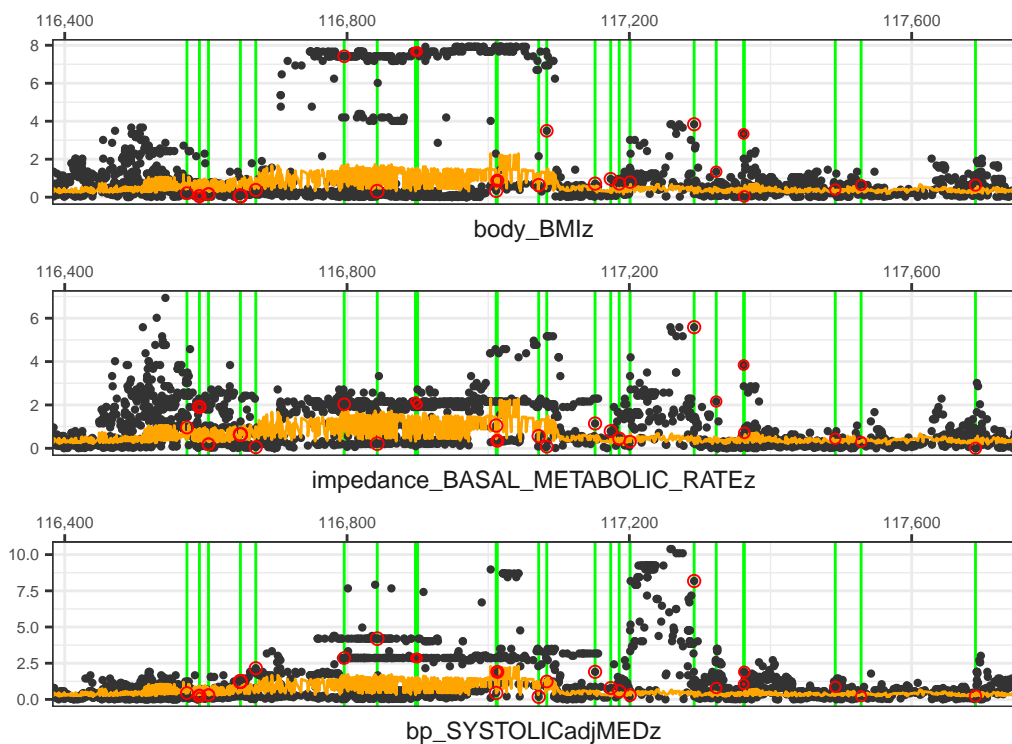 116,400 116,800 117,200 117,600
8
6
4
2
0
body_BMIz
116,400 116,800 117,200 117,600
6
4
2
0
impedance_BASAL_METABOLIC_RATEz
116,400 116,800 117,200 117,600
10.0
7.5
5.0
2.5
0.0
bp_SYSTOLICadjMEDz